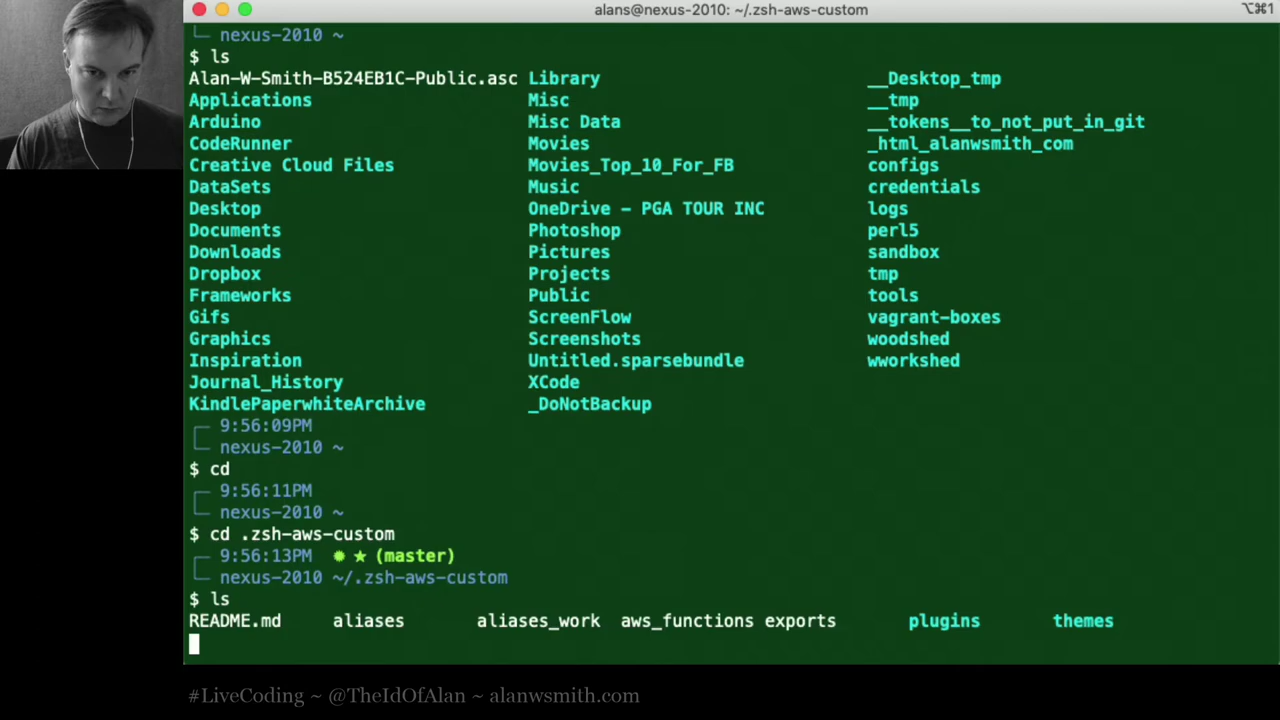 alans@nexus-2010: ~/.zsh-aws-custom ⌥⌘1
└─ nexus-2010 ~
$ ls
Alan-W-Smith-B524EB1C-Public.asc Library __Desktop_tmp
Applications Misc __tmp
Arduino Misc Data __tokens__to_not_put_in_git
CodeRunner Movies _html_alanwsmith_com
Creative Cloud Files Movies_Top_10_For_FB configs
DataSets Music credentials
Desktop OneDrive - PGA TOUR INC logs
Documents Photoshop perl5
Downloads Pictures sandbox
Dropbox Projects tmp
Frameworks Public tools
Gifs ScreenFlow vagrant-boxes
Graphics Screenshots woodshed
Inspiration Untitled.sparsebundle wworkshed
Journal_History XCode
KindlePaperwhiteArchive _DoNotBackup
┌─ 9:56:09PM
└─ nexus-2010 ~
$ cd
┌─ 9:56:11PM
└─ nexus-2010 ~
$ cd .zsh-aws-custom
┌─ 9:56:13PM ✹ ★ (master)
└─ nexus-2010 ~/.zsh-aws-custom
$ ls
README.md aliases aliases_work aws_functions exports plugins themes
#LiveCoding ~ @TheIdOfAlan ~ alanwsmith.com